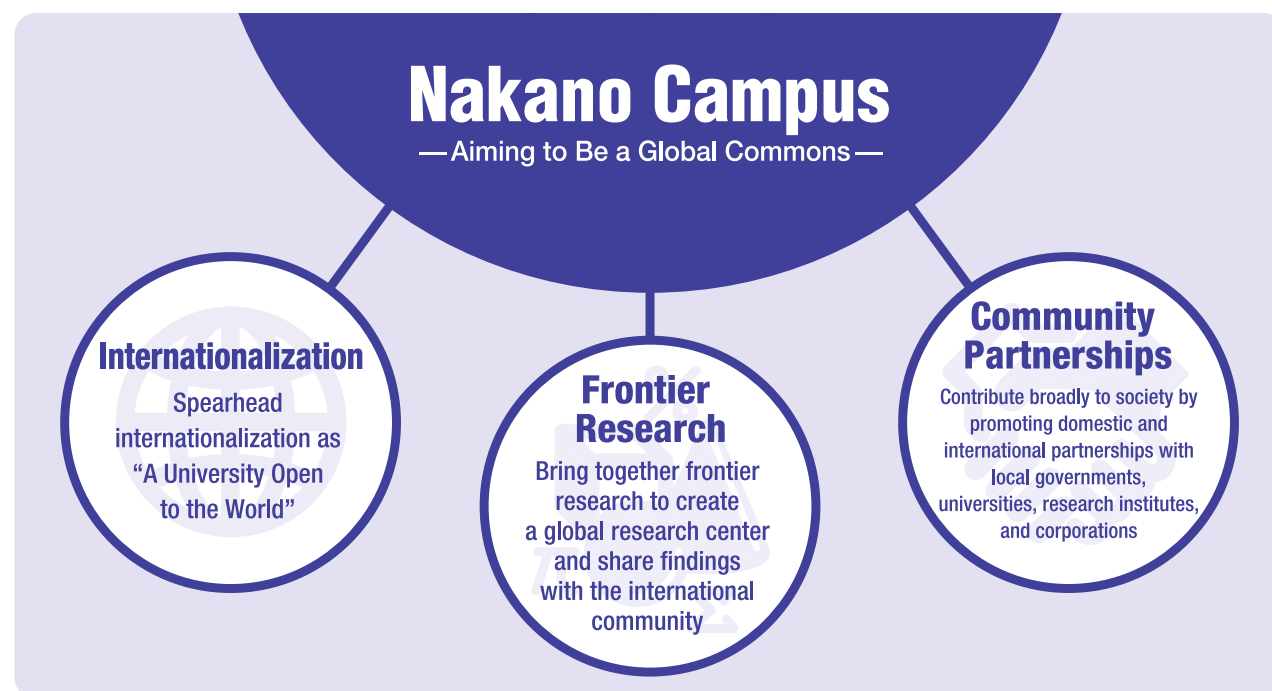 Nakano Campus
—Aiming to Be a Global Commons—
Internationalization
Spearhead
internationalization as
“A University Open
to the World”
Frontier
Research
Bring together frontier
research to create
a global research center
and share findings
with the international
community
Community
Partnerships
Contribute broadly to society by
promoting domestic and
international partnerships with
local governments,
universities, research institutes,
and corporations